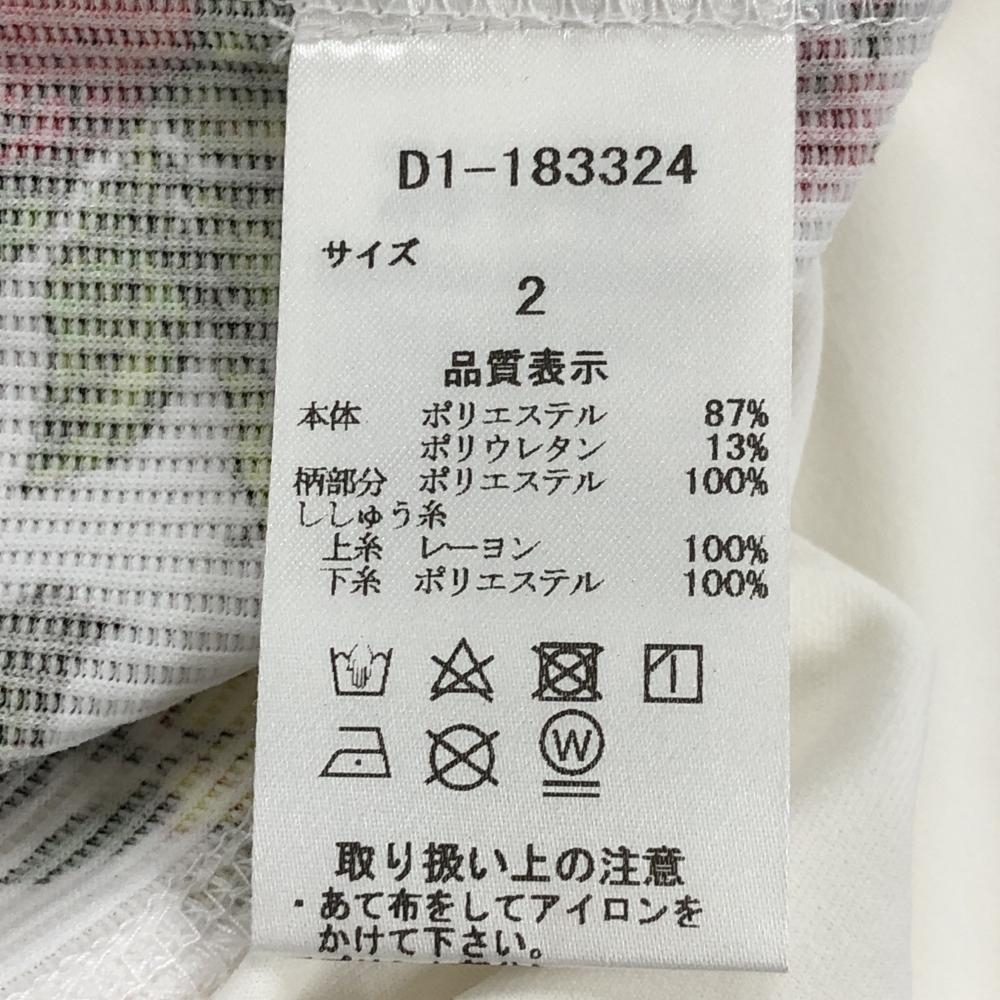 D1-183324
サイズ
2
品質表示
本体 ポリエステル 87%
ポリウレタン 13%
柄部分 ポリエステル 100%
ししゅう糸
上糸 レーヨン 100%
下糸 ポリエステル 100%
W
取り扱い上の注意
・あて布をしてアイロンを
かけて下さい。